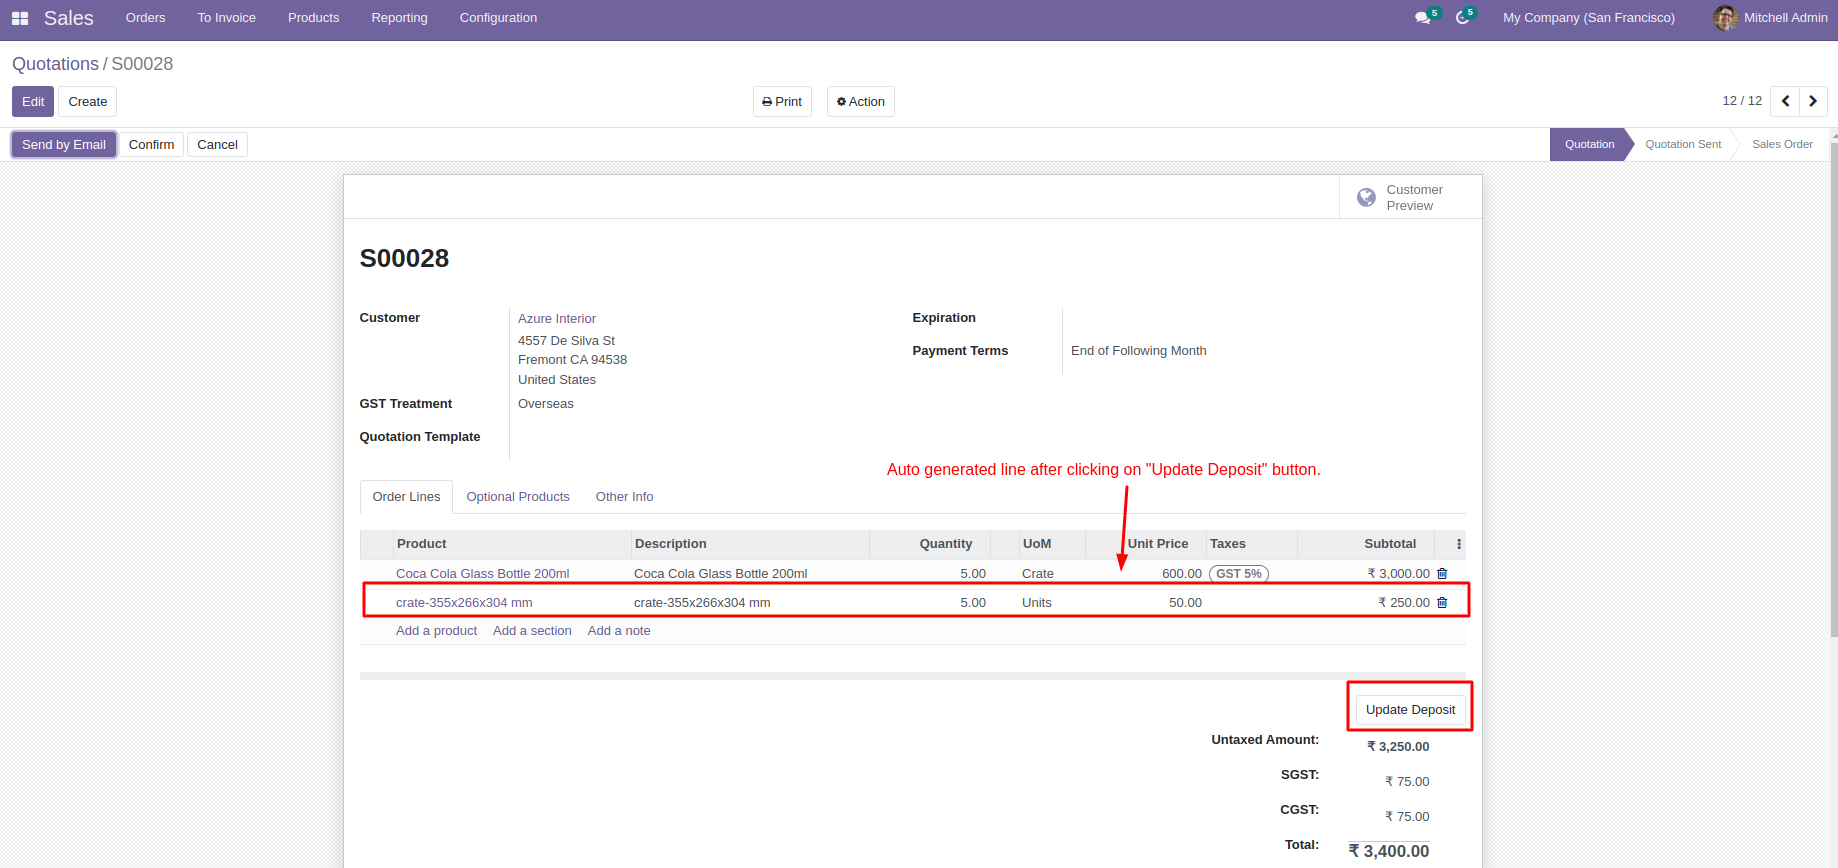 Sales Orders To Invoice Products Reporting Configuration 5 5 My Company (San Francisco) Mitchell Admin
Quotations / S00028
Edit Create Print Action 12 / 12
Send by Email Confirm Cancel Quotation Quotation Sent Sales Order
Customer
Preview
S00028
Customer Azure Interior Expiration
4557 De Silva St
Fremont CA 94538
United States
Payment Terms End of Following Month
GST Treatment Overseas
Quotation Template
Auto generated line after clicking on "Update Deposit" button.
Order Lines Optional Products Other Info
Product Description Quantity UoM Unit Price Taxes Subtotal
Coca Cola Glass Bottle 200ml Coca Cola Glass Bottle 200ml 5.00 Crate 600.00 GST 5% ₹ 3,000.00
crate-355x266x304 mm crate-355x266x304 mm 5.00 Units 50.00 ₹ 250.00
Add a product Add a section Add a note
Update Deposit
Untaxed Amount: ₹ 3,250.00
SGST: ₹ 75.00
CGST: ₹ 75.00
Total: ₹ 3,400.00